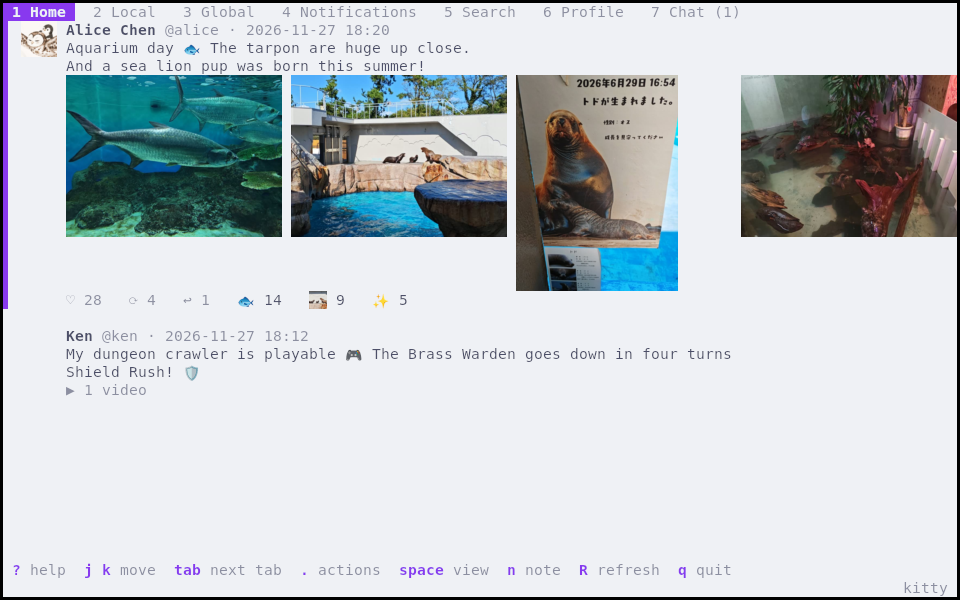 1 Home 2 Local 3 Global 4 Notifications 5 Search 6 Profile 7 Chat (1)
Alice Chen @alice · 2026-11-27 18:20
Aquarium day 🐟 The tarpon are huge up close.
And a sea lion pup was born this summer!
2026年6月29日 16:54
トドが生まれました。
♡ 28 ⟳ 4 ↩ 1 🐟 14 9 ✨ 5
Ken @ken · 2026-11-27 18:12
My dungeon crawler is playable 🎮 The Brass Warden goes down in four turns
Shield Rush! 🛡️
▶ 1 video
? help j k move tab next tab . actions space view n note R refresh q quit
kitty